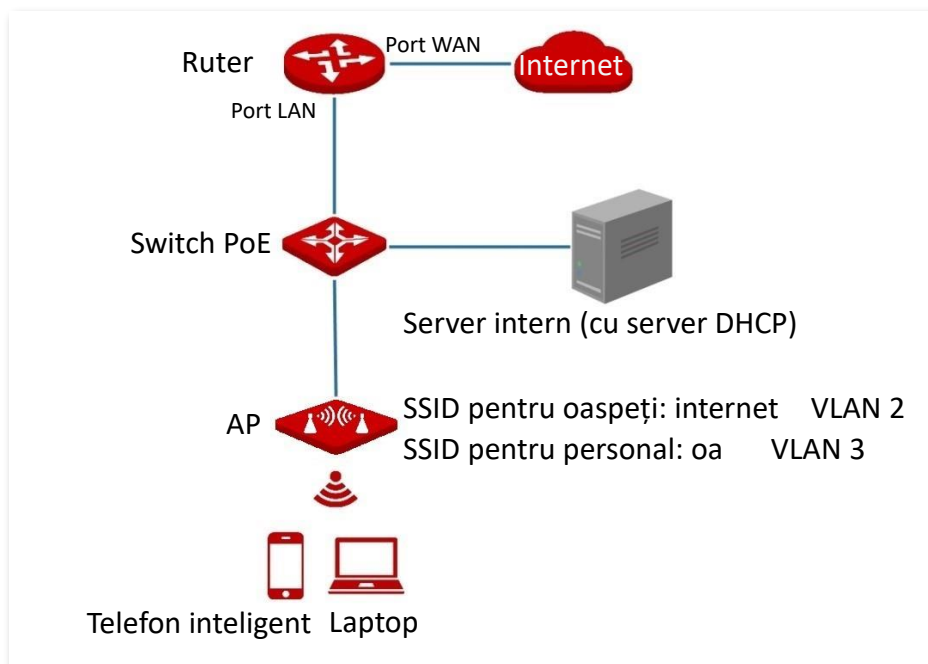 Port WAN
Ruter
Internet
Port LAN
Switch PoE
Server intern (cu server DHCP)
AP
SSID pentru oaspeți: internet VLAN 2
SSID pentru personal: oa VLAN 3
Telefon inteligent Laptop